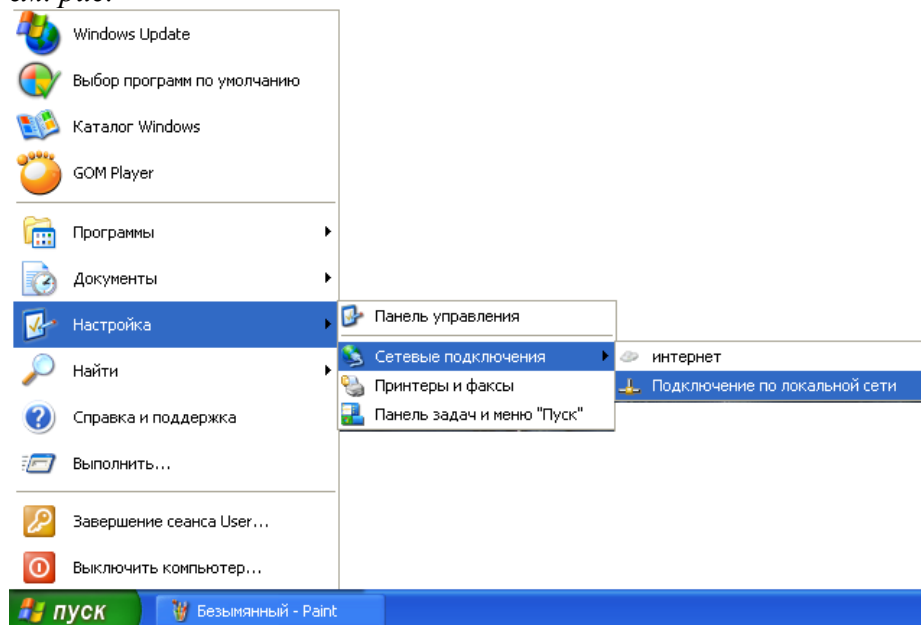 см. рис.
Windows Update
Выбор программ по умолчанию
Каталог Windows
GOM Player
Программы
Документы
Настройка
Найти
Справка и поддержка
Выполнить...
Завершение сеанса User...
Выключить компьютер...
Панель управления
Сетевые подключения
Принтеры и факсы
Панель задач и меню "Пуск"
интернет
Подключение по локальной сети
пуск
Безымянный - Paint